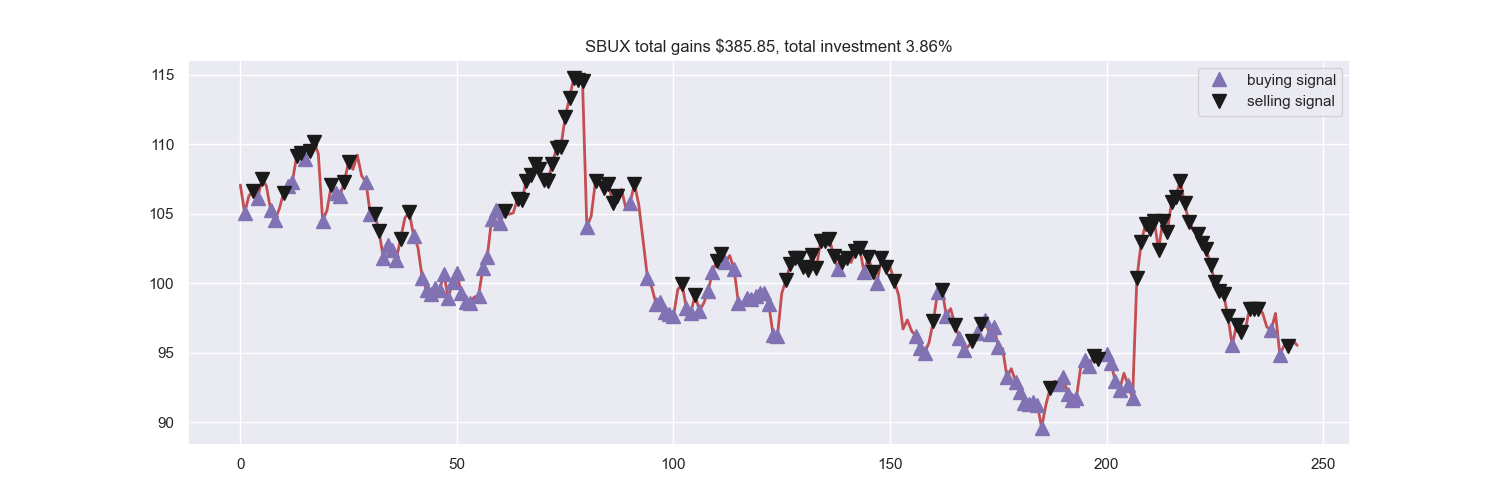 SBUX total gains $385.85, total investment 3.86%
buying signal
selling signal
115
110
105
100
95
90
0 50 100 150 200 250